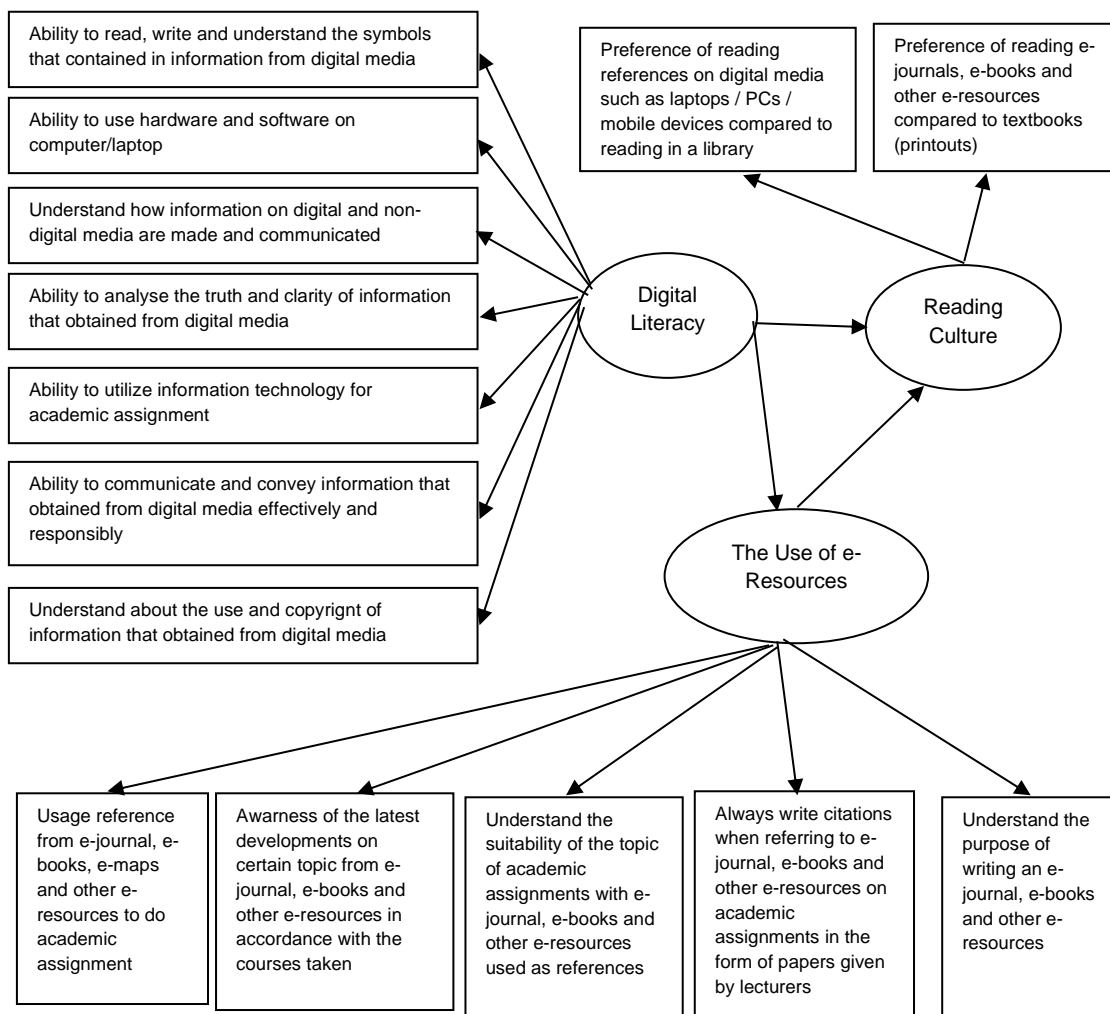 Ability to read, write and understand the symbols
that contained in information from digital media
Ability to use hardware and software on
computer/laptop
Understand how information on digital and non-
digital media are made and communicated
Ability to analyse the truth and clarity of information
that obtained from digital media
Ability to utilize information technology for
academic assignment
Ability to communicate and convey information that
obtained from digital media effectively and
responsibly
Understand about the use and copyrignt of
information that obtained from digital media
Preference of reading
references on digital media
such as laptops / PCs /
mobile devices compared to
reading in a library
Preference of reading e-
journals, e-books and
other e-resources
compared to textbooks
(printouts)
Digital
Literacy
Reading
Culture
The Use of e-
Resources
Usage reference
from e-journal, e-
books, e-maps
and other e-
resources to do
academic
assignment
Awarness of the latest
developments on
certain topic from e-
journal, e-books and
other e-resources in
accordance with the
courses taken
Understand the
suitability of the topic
of academic
assignments with e-
journal, e-books and
other e-resources
used as references
Always write citations
when referring to e-
journal, e-books and
other e-resources on
academic
assignments in the
form of papers given
by lecturers
Understand the
purpose of
writing an e-
journal, e-books
and other e-
resources